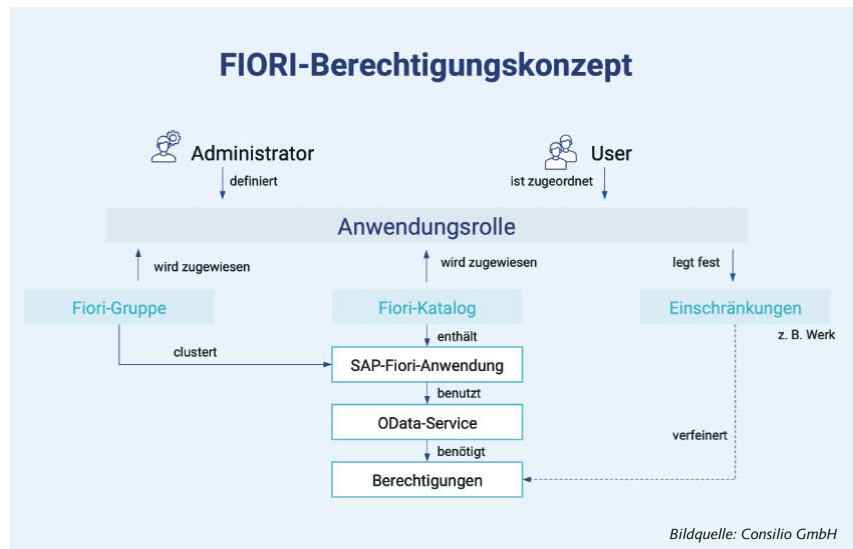 FIORI-Berechtigungskonzept
Administrator
User
definiert
ist zugeordnet
Anwendungsrolle
wird zugewiesen
wird zugewiesen
legt fest
Fiori-Gruppe
Fiori-Katalog
Einschränkungen
enthält
z. B. Werk
clustert
SAP-Fiori-Anwendung
benutzt
OData-Service
verfeinert
benötigt
Berechtigungen
Bildquelle: Consilio GmbH